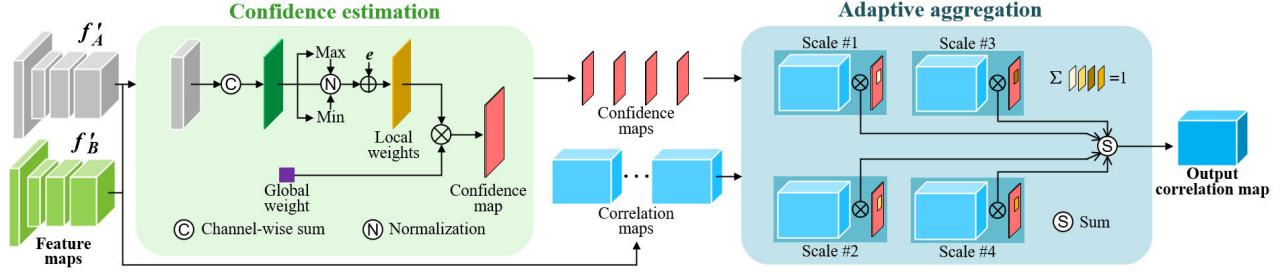 Confidence estimation
Adaptive aggregation
f'A
f'B
Feature
maps
C
Max
N
Min
e
Local
weights
Global
weight
Confidence
map
C Channel-wise sum
N Normalization
Confidence
maps
Correlation
maps
Scale #1
Scale #3
Σ =1
Scale #2
Scale #4
S
S Sum
Output
correlation map